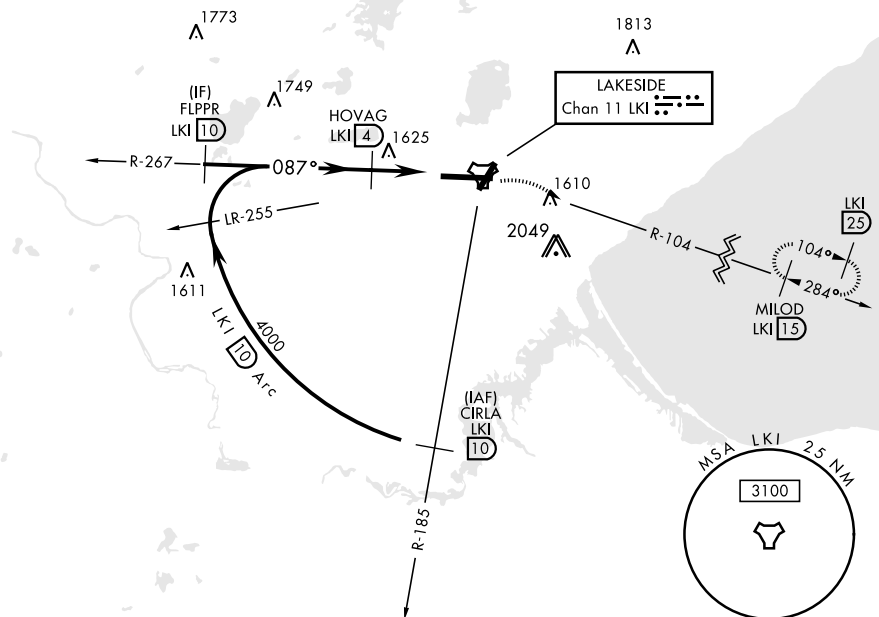 1773
1813
1749
(IF)
FLPPR
LKI 10
HOVAG
LKI 4
1625
LAKESIDE
Chan 11 LKI
R-267
087°
LR-255
1610
2049
R-104
LKI
25
104°
284°
MILOD
LKI 15
1611
4000
LKI 10 Arc
(IAF)
CIRLA
LKI
10
R-185
MSA LKI 25 NM
3100